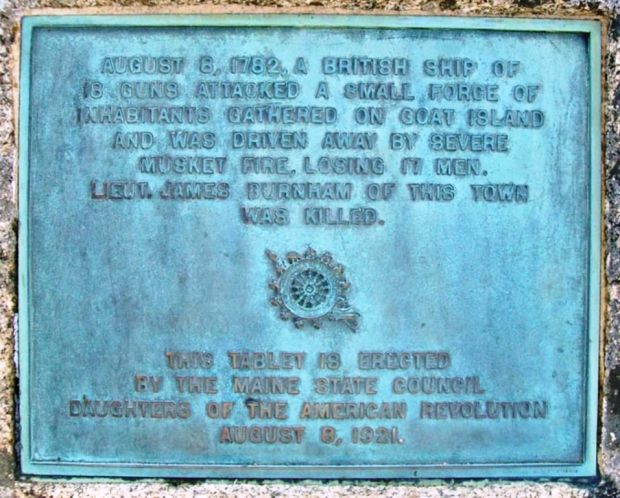 AUGUST 8, 1782, A BRITISH SHIP OF
18 GUNS ATTACKED A SMALL FORCE OF
INHABITANTS GATHERED ON GOAT ISLAND
AND WAS DRIVEN AWAY BY SEVERE
MUSKET FIRE, LOSING 17 MEN.
LIEUT. JAMES BURNHAM OF THIS TOWN
WAS KILLED.
THIS TABLET IS ERECTED
BY THE MAINE STATE COUNCIL
DAUGHTERS OF THE AMERICAN REVOLUTION
AUGUST 8, 1921.